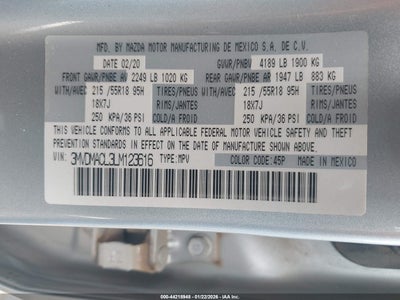 MFD. BY MAZDA MOTOR MANUFACTURING DE MEXICO S.A. DE C.V.
DATE 02/20 GVWR/PNBV 4189 LB 1900 KG
FRONT GAWR/PNBE AV 2249 LB 1020 KG REAR GAWR/PNBE AR 1947 LB 883 KG
WITH/AVEC 215 /55R18 95H TIRES/PNEUS WITH/AVEC 215 /55R18 95H TIRES/PNEUS
18X7J RIMS/JANTES 18X7J RIMS/JANTES
250 KPA/36 PSI COLD/A FROID 250 KPA/36 PSI COLD/A FROID
THIS VEHICLE CONFORMS TO ALL APPLICABLE FEDERAL MOTOR VEHICLE SAFETY, BUMPER, AND
THEFT PREVENTION STANDARDS IN EFFECT ON THE DATE OF MANUFACTURE SHOWN ABOVE.
VIN: 3MVDMACL3LM123616 TYPE: MPV COLOR CODE: 45P MADE IN MEXICO
000-44218948 - 01/22/2026 - IAA Inc.